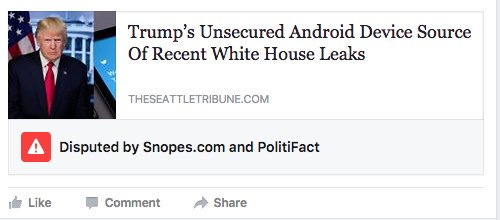 Trump’s Unsecured Android Device Source
Of Recent White House Leaks
THESEATTLETRIBUNE.COM
Disputed by Snopes.com and PolitiFact
Like Comment Share